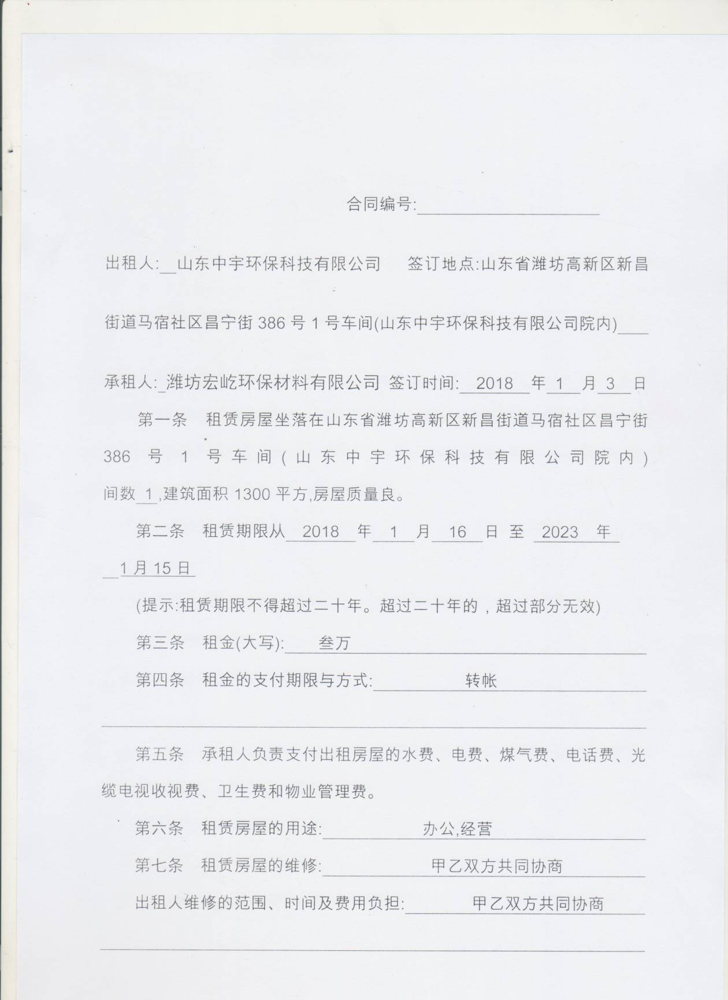 合同编号:
出租人: 山东中宇环保科技有限公司 签订地点:山东省潍坊高新区新昌
街道马宿社区昌宁街 386 号 1 号车间(山东中宇环保科技有限公司院内)
承租人: 潍坊宏屹环保材料有限公司 签订时间: 2018 年 1 月 3 日
第一条 租赁房屋坐落在山东省潍坊高新区新昌街道马宿社区昌宁街
386 号 1 号车间(山东中宇环保科技有限公司院内)
间数 1 ,建筑面积 1300 平方,房屋质量良。
第二条 租赁期限从 2018 年 1 月 16 日 至 2023 年
1 月 15 日
(提示:租赁期限不得超过二十年。超过二十年的，超过部分无效)
第三条 租金(大写): 叁万
第四条 租金的支付期限与方式: 转帐
第五条 承租人负责支付出租房屋的水费、电费、煤气费、电话费、光
缆电视收视费、卫生费和物业管理费。
第六条 租赁房屋的用途: 办公,经营
第七条 租赁房屋的维修: 甲乙双方共同协商
出租人维修的范围、时间及费用负担: 甲乙双方共同协商